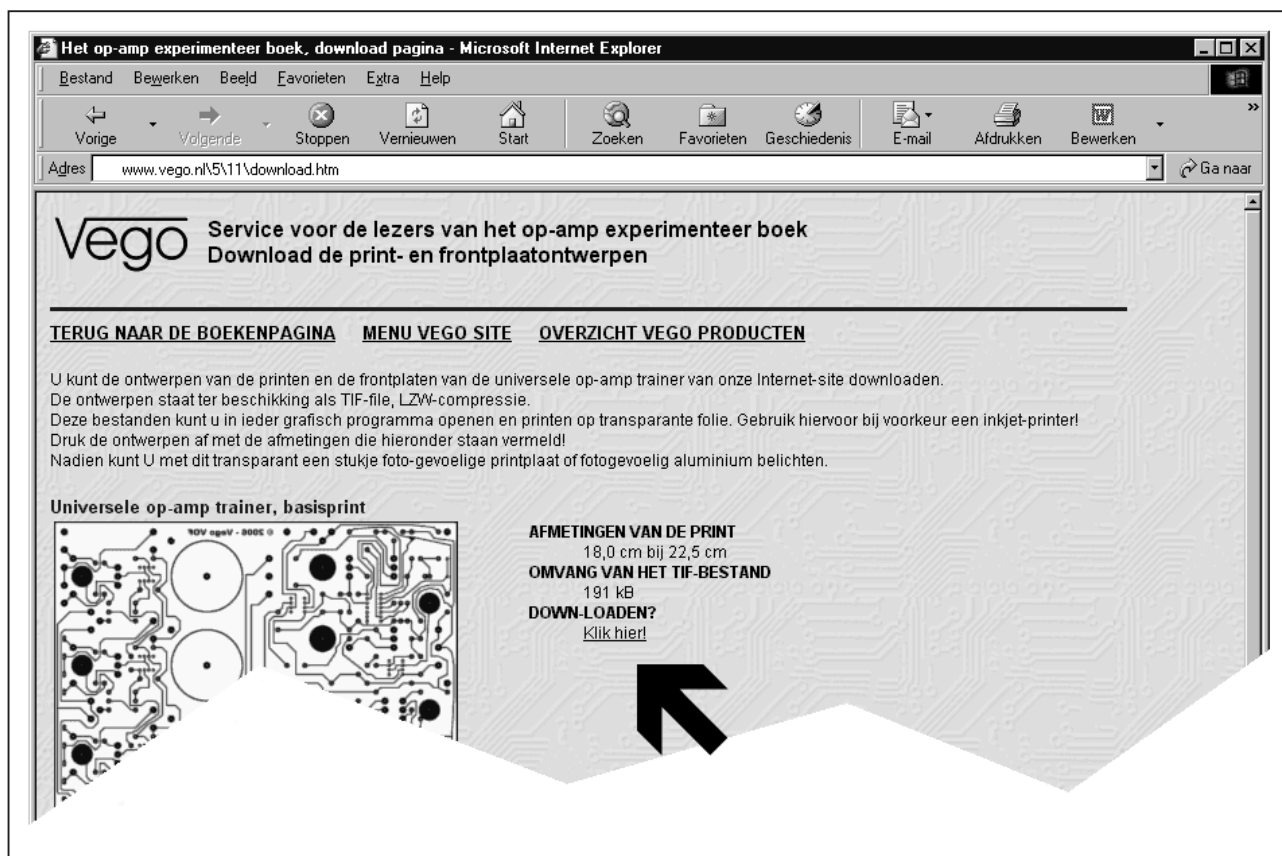 Het op-amp experimenteer boek, download pagina - Microsoft Internet Explorer
Bestand Bewerken Beeld Favorieten Extra Help
Vorige Volgende Stoppen Vernieuwen Start Zoeken Favorieten Geschiedenis E-mail Afdrukken Bewerken »
Adres www.vego.nl\5\11\download.htm Ga naar
Vego
Service voor de lezers van het op-amp experimenteer boek
Download de print- en frontplaatontwerpen
TERUG NAAR DE BOEKENPAGINA MENU VEGO SITE OVERZICHT VEGO PRODUCTEN
U kunt de ontwerpen van de printen en de frontplaten van de universele op-amp trainer van onze Internet-site downloaden.
De ontwerpen staat ter beschikking als TIF-file, LZW-compressie.
Deze bestanden kunt u in ieder grafisch programma openen en printen op transparante folie. Gebruik hiervoor bij voorkeur een inkjet-printer!
Druk de ontwerpen af met de afmetingen die hieronder staan vermeld!
Nadien kunt U met dit transparant een stukje foto-gevoelige printplaat of fotogevoelig aluminium belichten.
Universele op-amp trainer, basisprint
© 2006 - Vego VOF
AFMETINGEN VAN DE PRINT
18,0 cm bij 22,5 cm
OMVANG VAN HET TIF-BESTAND
191 kB
DOWN-LOADEN?
Klik hier!